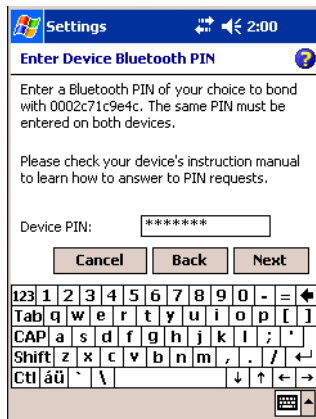 Settings 2:00
Enter Device Bluetooth PIN ?
Enter a Bluetooth PIN of your choice to bond
with 0002c71c9e4c. The same PIN must be
entered on both devices.
Please check your device's instruction manual
to learn how to answer to PIN requests.
Device PIN: *******
Cancel Back Next
123 1 2 3 4 5 6 7 8 9 0 - =
Tab q w e r t y u i o p [ ]
CAP a s d f g h j k l ; '
Shift z x c v b n m , . /
Ctl áü ` \ ↓ ↑ ← →